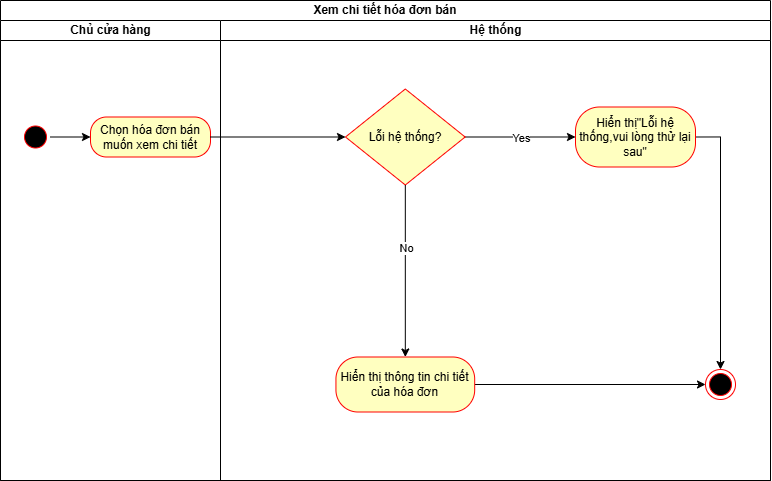 Xem chi tiết hóa đơn bán
Chủ cửa hàng
Hệ thống
Chọn hóa đơn bán
muốn xem chi tiết
Lỗi hệ thống?
Yes
Hiển thị"Lỗi hệ
thống,vui lòng thử lại
sau"
No
Hiển thị thông tin chi tiết
của hóa đơn